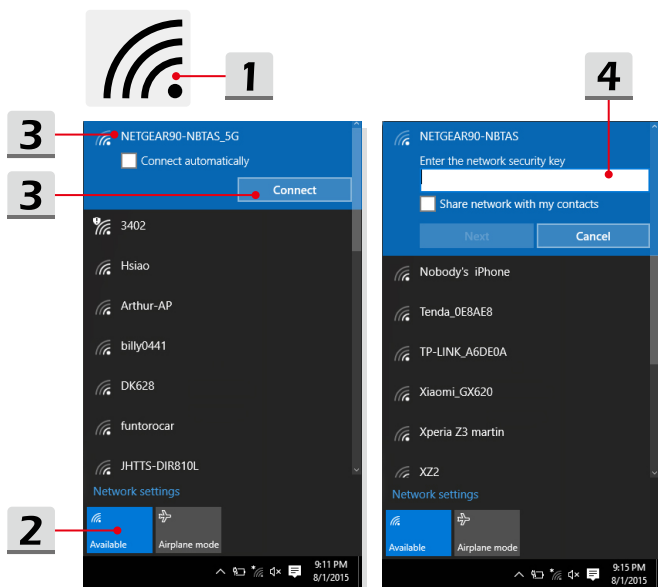 1
3
NETGEAR90-NBTAS_5G
Connect automatically
3
Connect
3402
Hsiao
Arthur-AP
billy0441
DK628
funtorocar
JHTTS-DIR810L
Network settings
2
Available
Airplane mode
9:11 PM
8/1/2015
4
NETGEAR90-NBTAS
Enter the network security key
Share network with my contacts
Next
Cancel
Nobody's iPhone
Tenda_0E8AE8
TP-LINK_A6DE0A
Xiaomi_GX620
Xperia Z3 martin
XZ2
Network settings
Available
Airplane mode
9:15 PM
8/1/2015